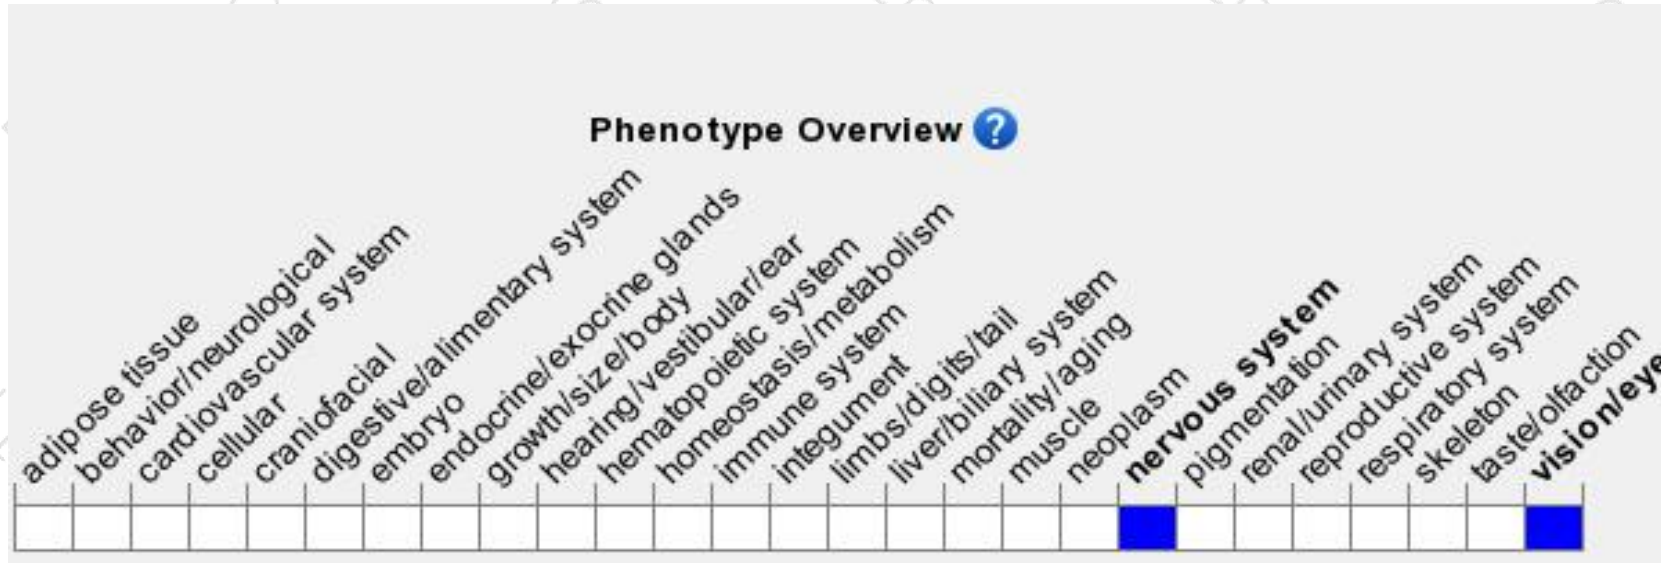 Phenotype Overview ?
adipose tissue
behavior/neurological
cardiovascular system
cellular
craniofacial
digestive/alimentary system
embryo
endocrine/exocrine glands
growth/size/body
hearing/vestibular/ear
hematopoietic system
homeostasis/metabolism
immune system
integument
limbs/digits/tail
liver/biliary system
mortality/aging
muscle
neoplasm
nervous system
pigmentation
renal/urinary system
reproductive system
respiratory system
skeleton
taste/olfaction
vision/eye